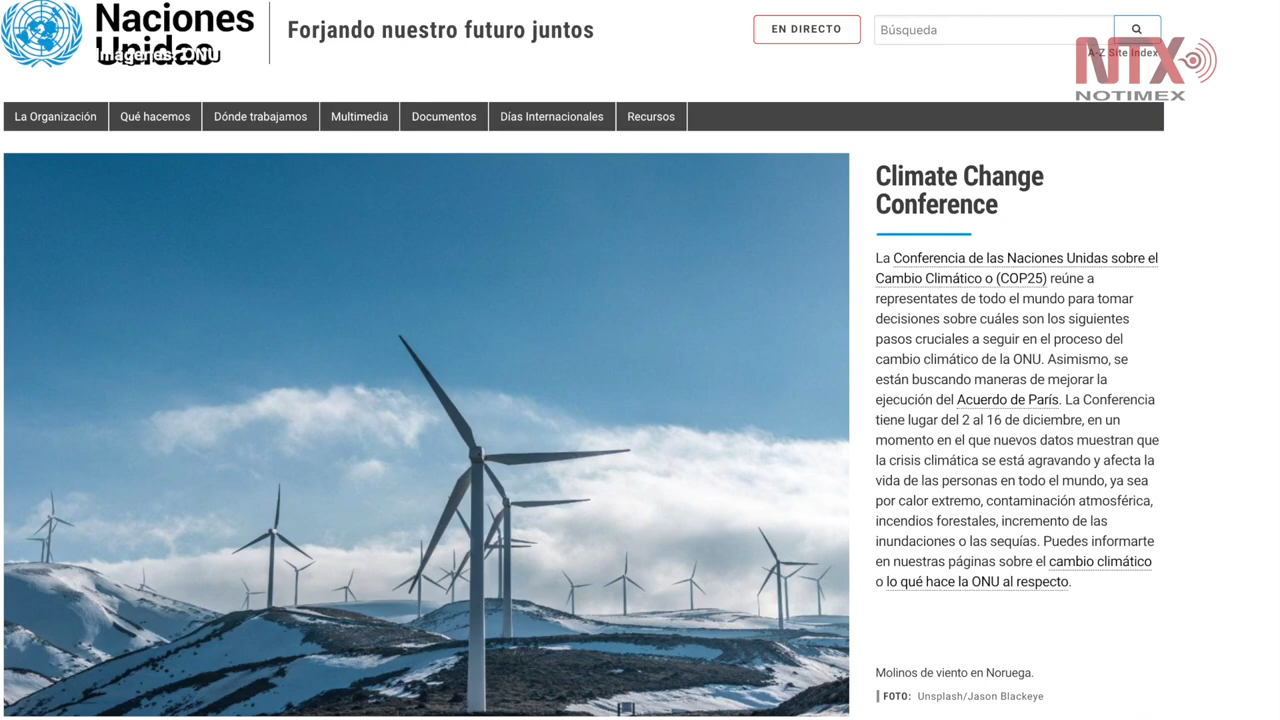 Naciones
Unidas
Imágenes: ONU
Forjando nuestro futuro juntos
EN DIRECTO
Búsqueda
A-Z Site Index
NTX
NOTIMEX
La Organización
Qué hacemos
Dónde trabajamos
Multimedia
Documentos
Días Internacionales
Recursos
Climate Change
Conference
La Conferencia de las Naciones Unidas sobre el
Cambio Climático o (COP25) reúne a
representates de todo el mundo para tomar
decisiones sobre cuáles son los siguientes
pasos cruciales a seguir en el proceso del
cambio climático de la ONU. Asimismo, se
están buscando maneras de mejorar la
ejecución del Acuerdo de París. La Conferencia
tiene lugar del 2 al 16 de diciembre, en un
momento en el que nuevos datos muestran que
la crisis climática se está agravando y afecta la
vida de las personas en todo el mundo, ya sea
por calor extremo, contaminación atmosférica,
incendios forestales, incremento de las
inundaciones o las sequías. Puedes informarte
en nuestras páginas sobre el cambio climático
o lo qué hace la ONU al respecto.
Molinos de viento en Noruega.
FOTO: Unsplash/Jason Blackeye